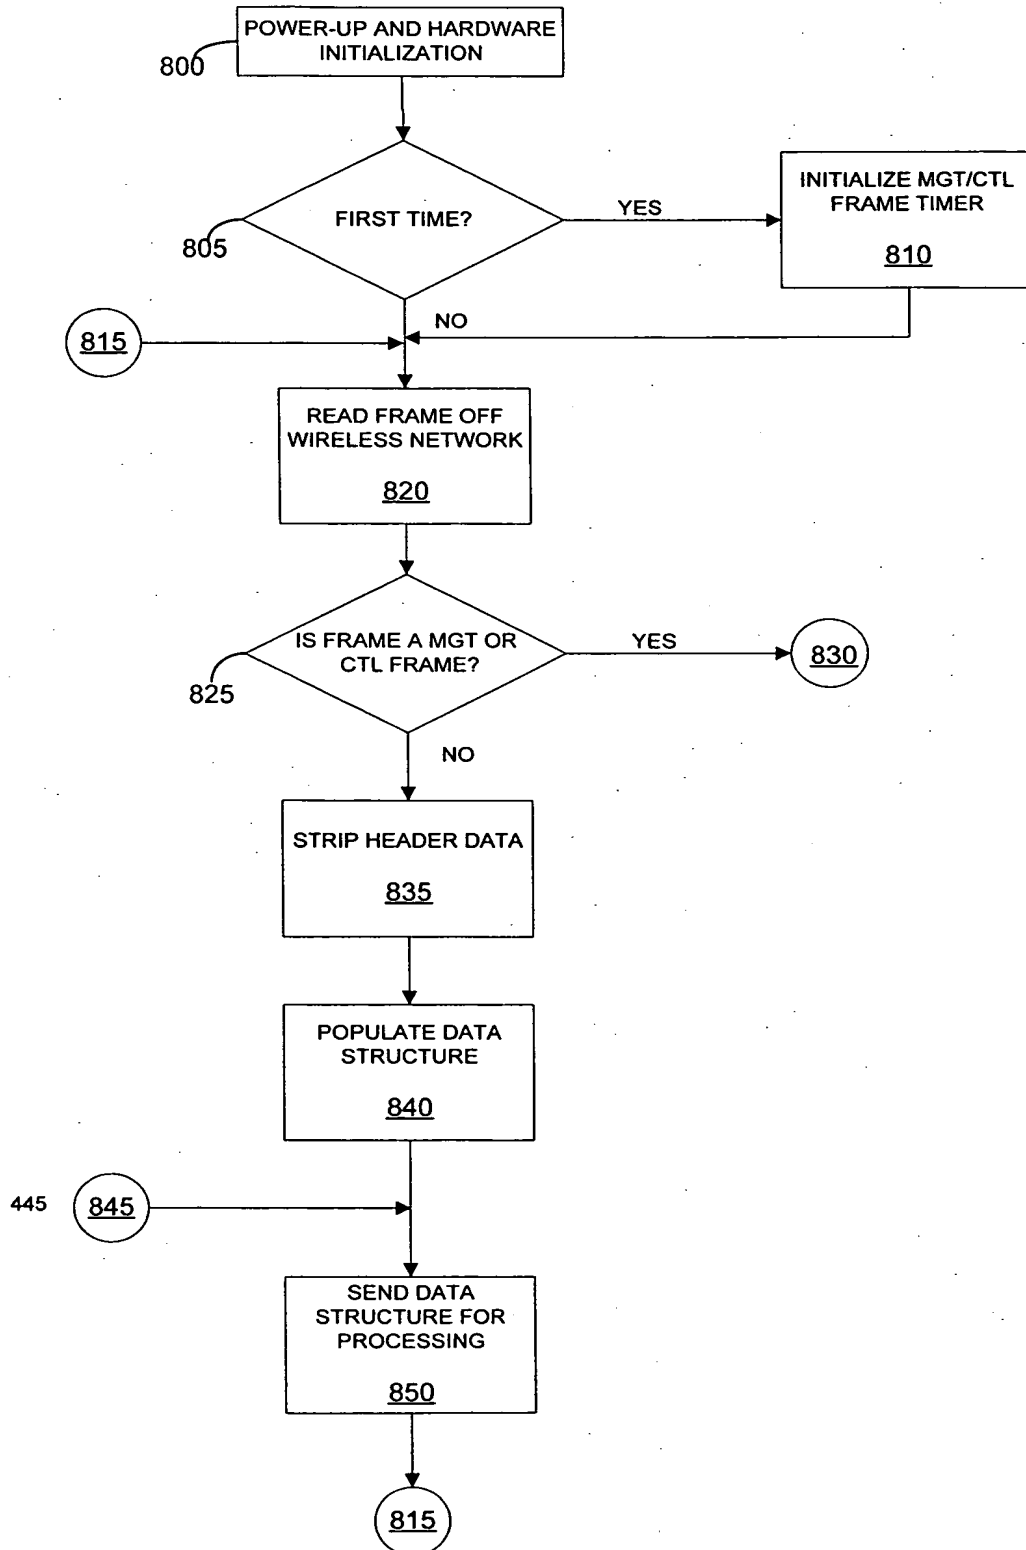 POWER-UP AND HARDWARE
INITIALIZATION
800
FIRST TIME?
805
YES
INITIALIZE MGT/CTL
FRAME TIMER
810
NO
815
READ FRAME OFF
WIRELESS NETWORK
820
IS FRAME A MGT OR
CTL FRAME?
825
YES
830
NO
STRIP HEADER DATA
835
POPULATE DATA
STRUCTURE
840
445
845
SEND DATA
STRUCTURE FOR
PROCESSING
850
815